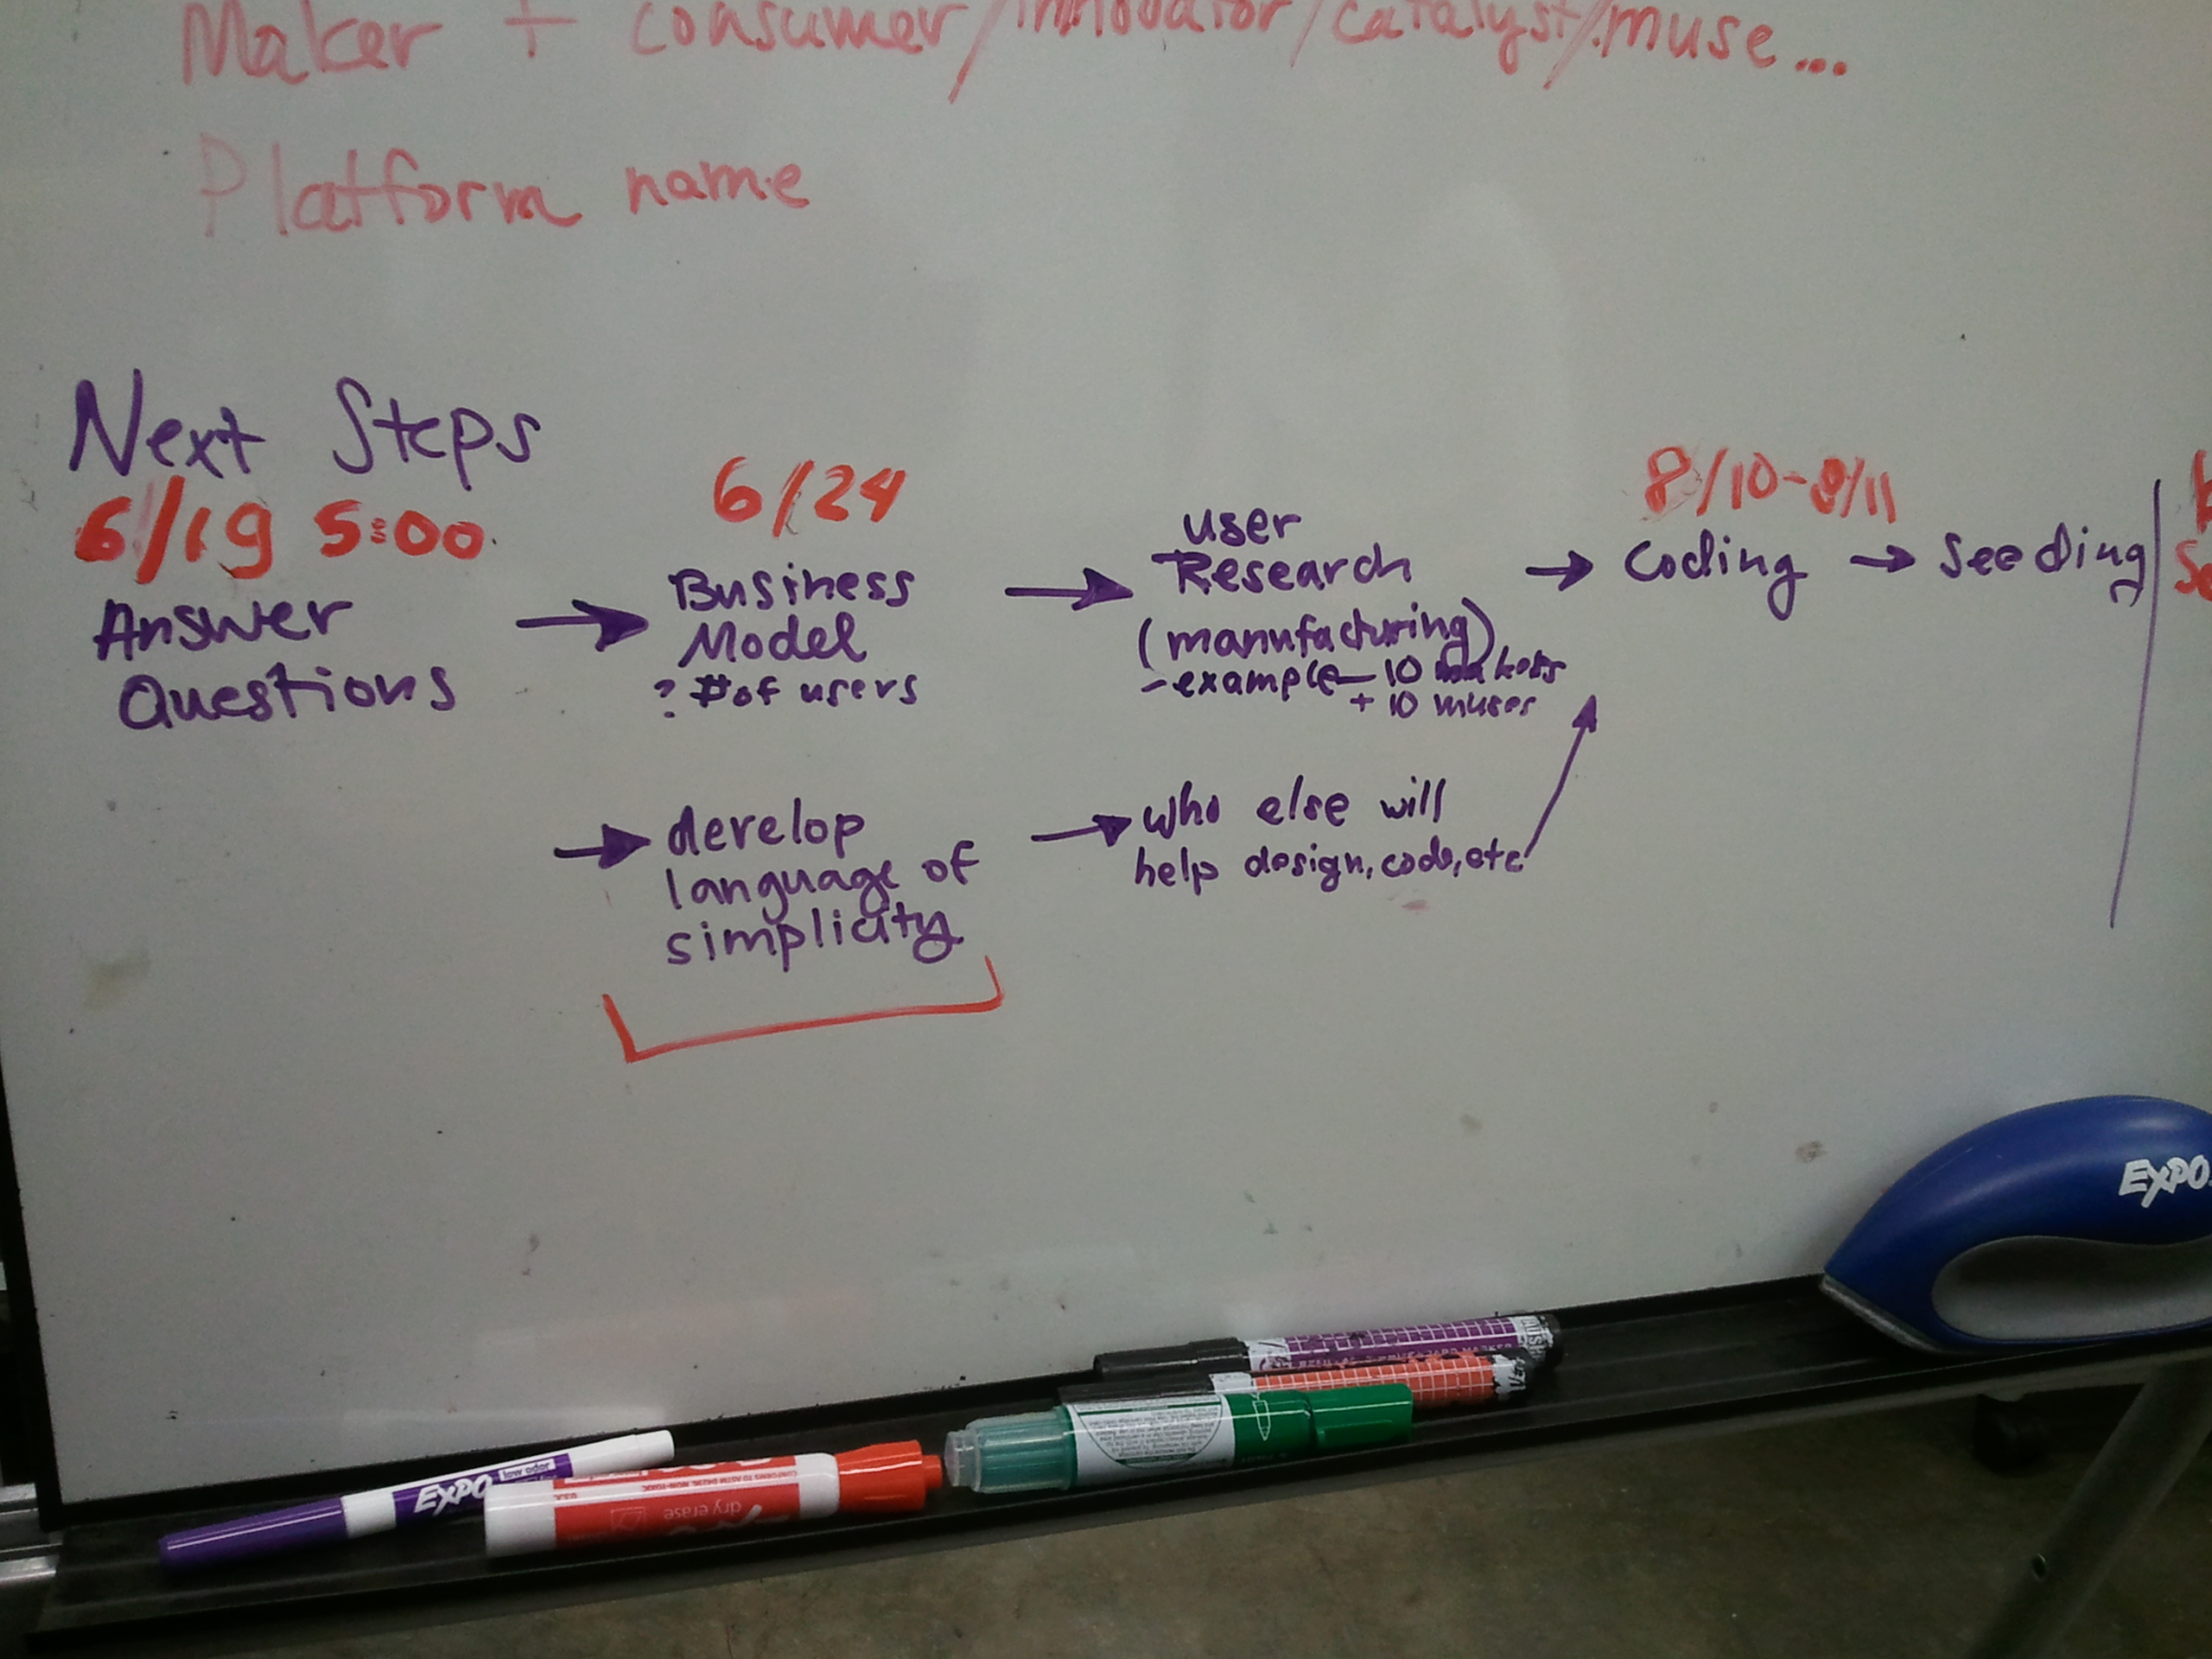 Maker + consumer/innovator/catalyst/muse...
Platform name
Next Steps
6/19 5:00
Answer
Questions
6/24
Business
Model
? # of users
develop
language of
simplicity
user
Research
(manufacturing)
- example - 10 makers
+ 10 muses
who else will
help design, code, etc
8/10-8/11
Coding
Seeding
EXPO
EXPO
low odor
dry erase